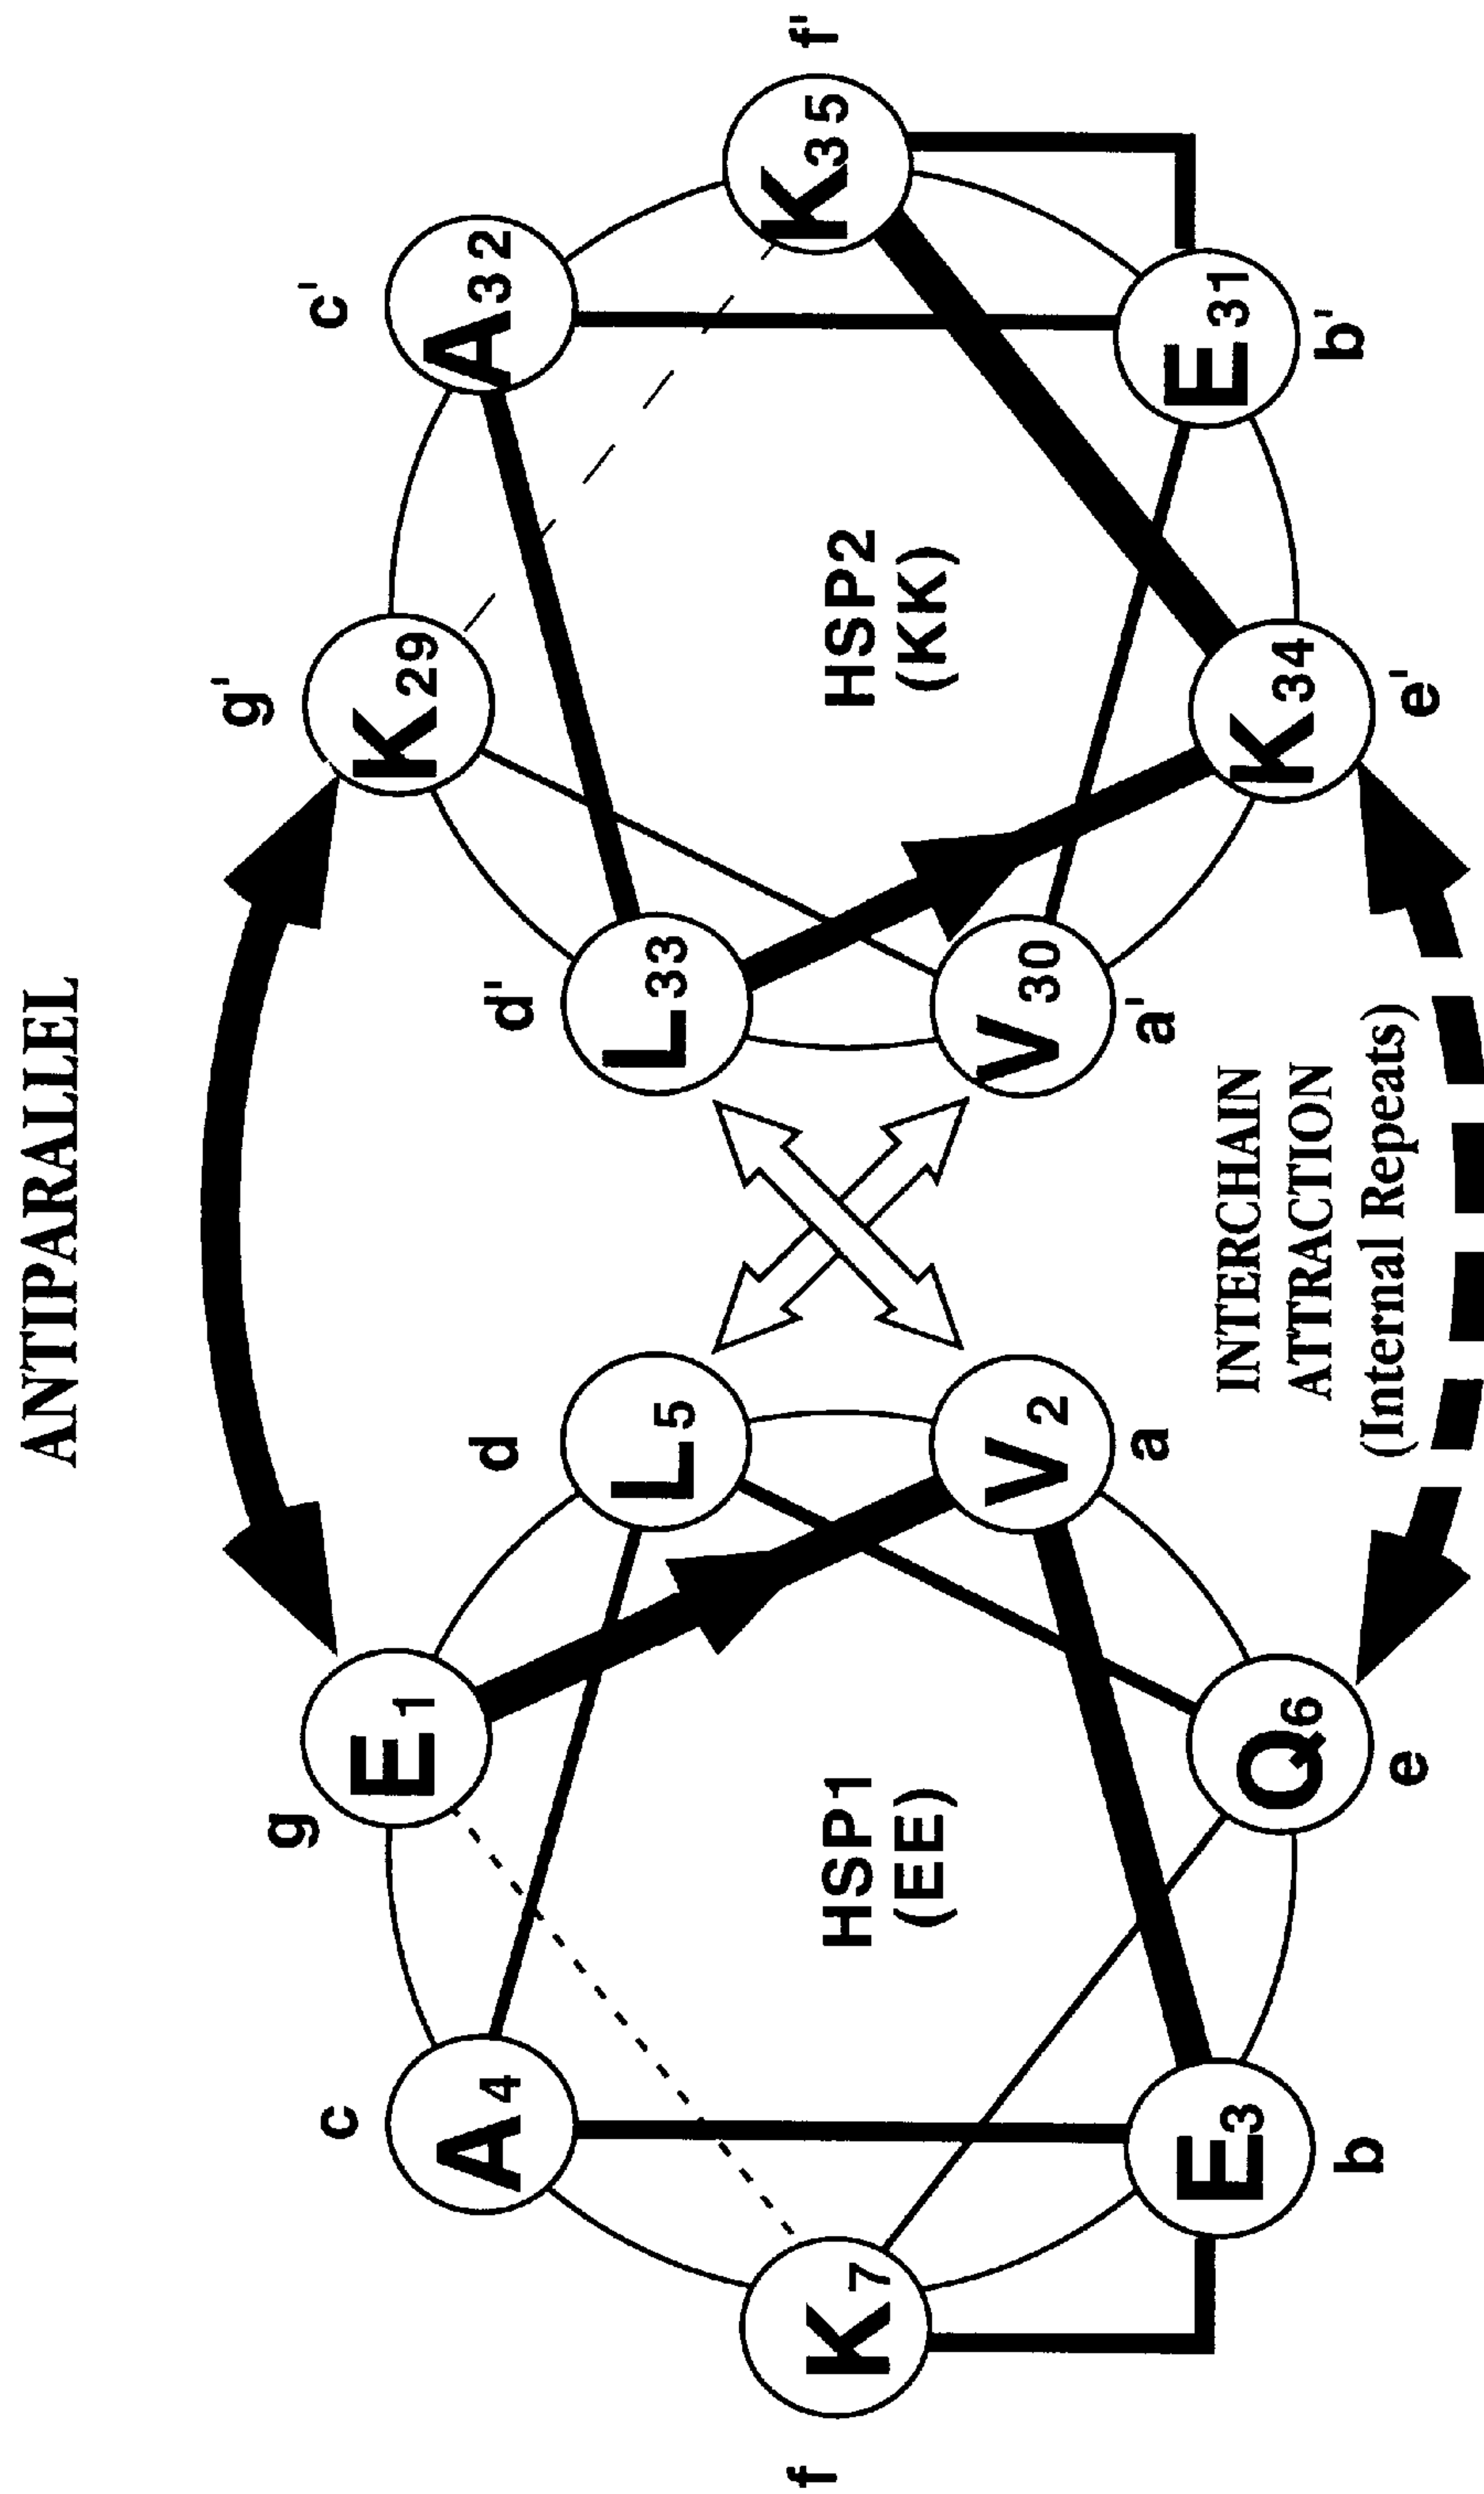 ANTIPARALLEL
g
g'
E1
K29
c
c'
A4
A32
d
d'
L5
L33
f
f'
K7
K35
HSP1
(EE)
HSP2
(KK)
V2
V30
a
a'
E3
E31
b
b'
Q6
K34
e
e'
INTERCHAIN
ATTRACTION
(Internal Repeats)